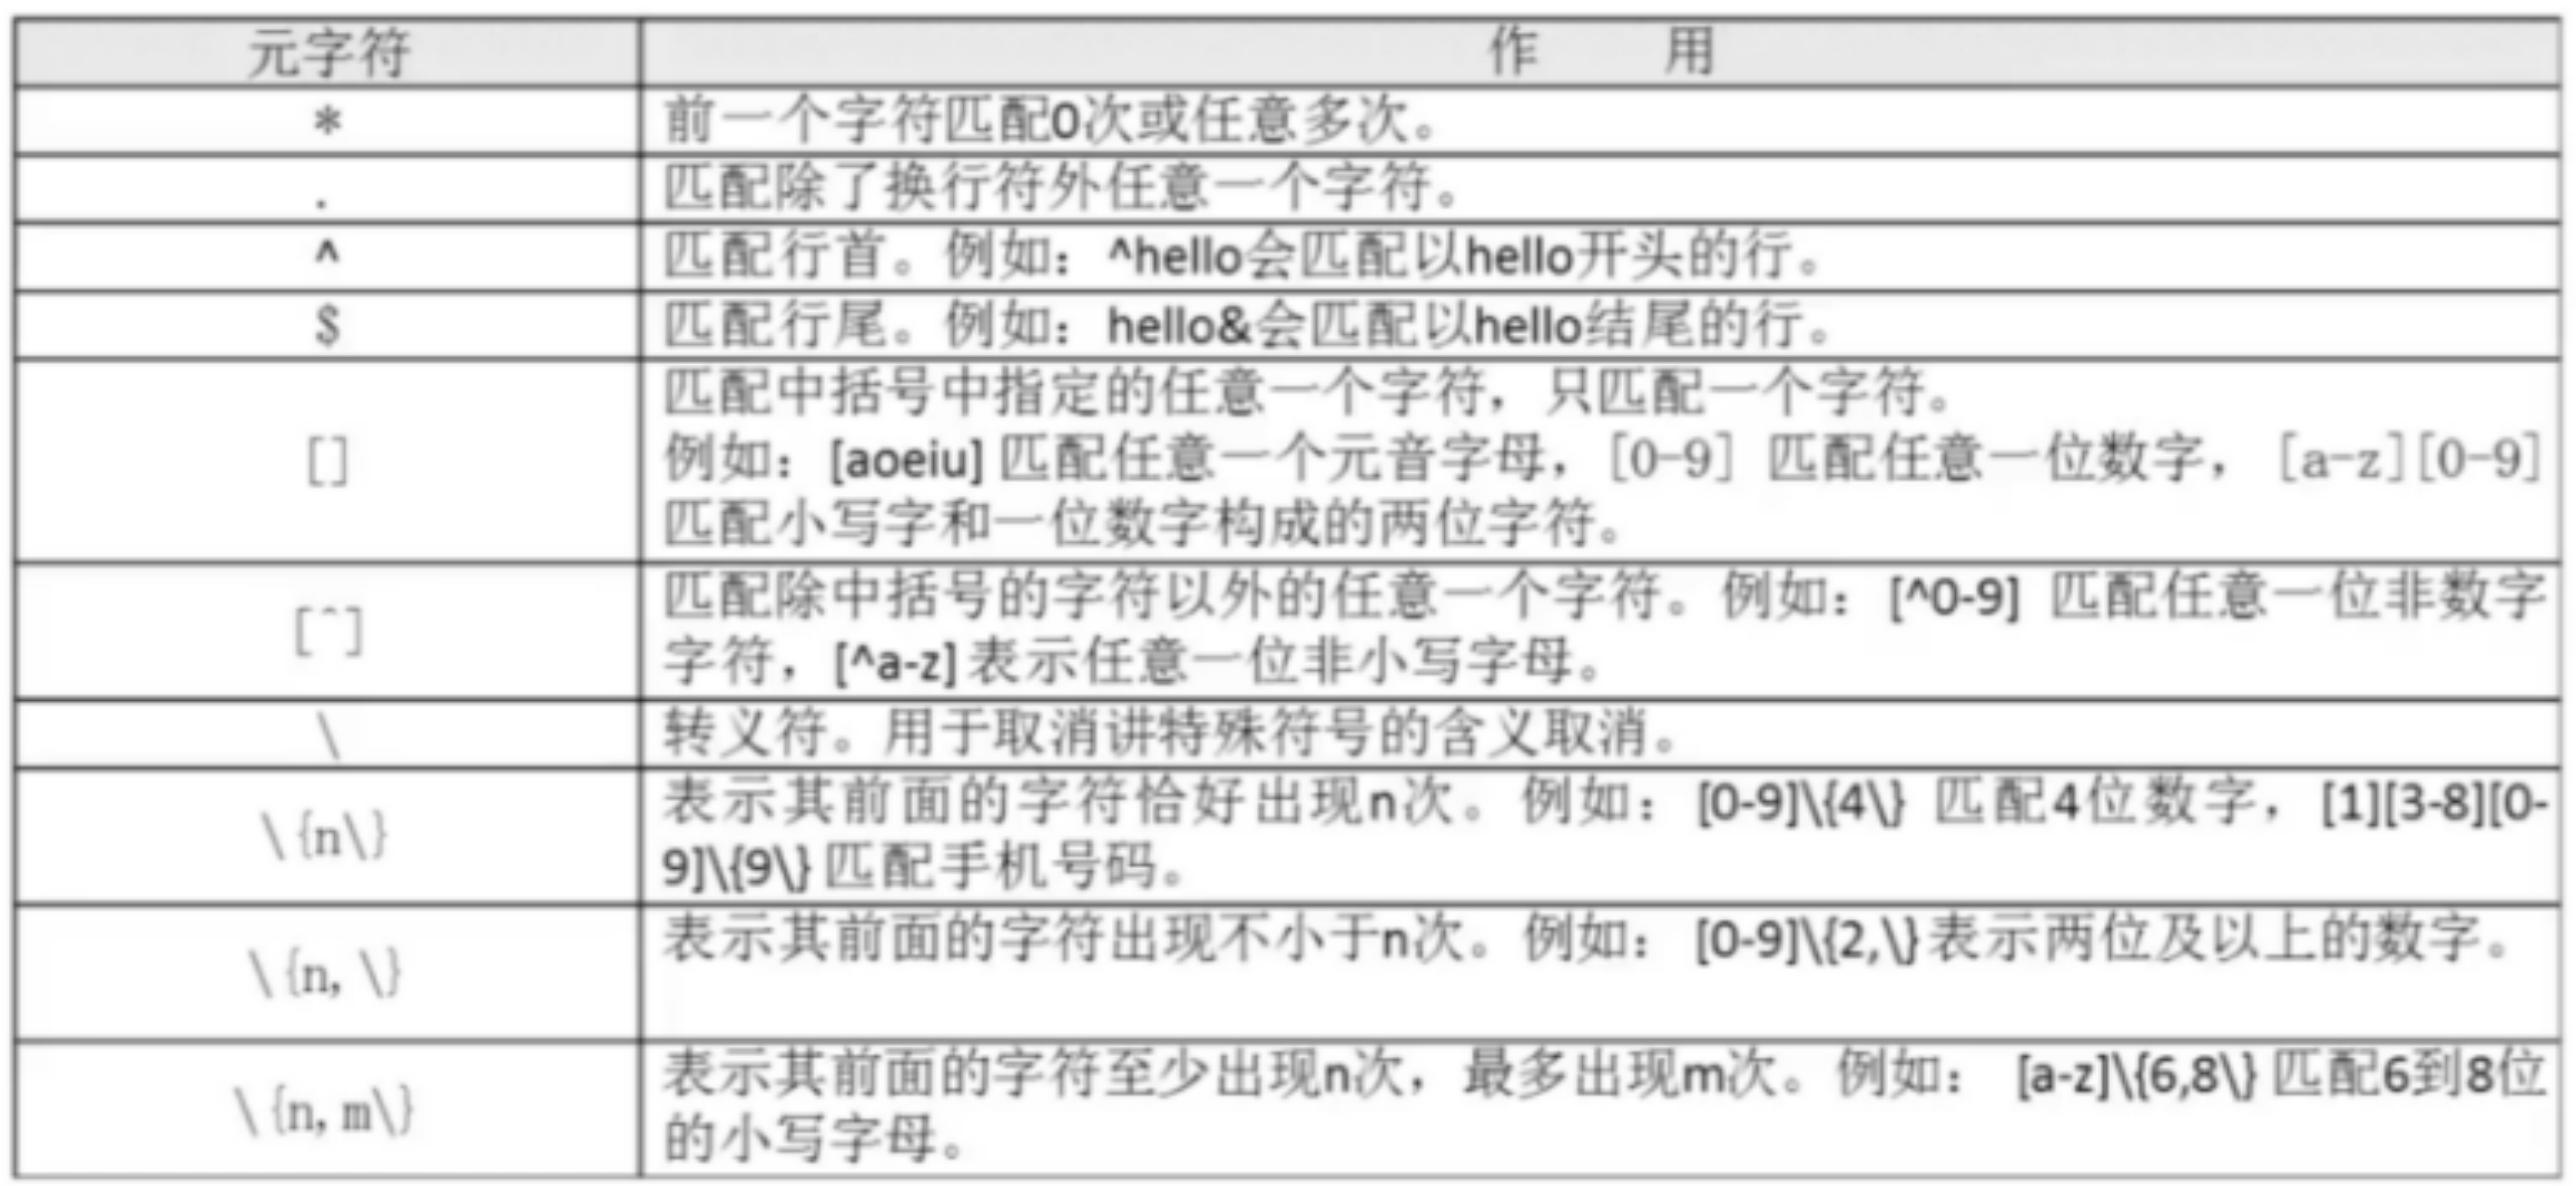 元字符 作 用
* 前一个字符匹配0次或任意多次。
. 匹配除了换行符外任意一个字符。
^ 匹配行首。例如：^hello会匹配以hello开头的行。
$ 匹配行尾。例如：hello&会匹配以hello结尾的行。
[] 匹配中括号中指定的任意一个字符，只匹配一个字符。
例如：[aoeiu] 匹配任意一个元音字母，[0-9] 匹配任意一位数字，[a-z][0-9]
匹配小写字和一位数字构成的两位字符。
[^] 匹配除中括号的字符以外的任意一个字符。例如：[^0-9] 匹配任意一位非数字
字符，[^a-z] 表示任意一位非小写字母。
\ 转义符。用于取消讲特殊符号的含义取消。
\{n\} 表示其前面的字符恰好出现n次。例如：[0-9]\{4\} 匹配4位数字，[1][3-8][0-
9]\{9\} 匹配手机号码。
\{n,\} 表示其前面的字符出现不小于n次。例如： [0-9]\{2,\} 表示两位及以上的数字。
\{n,m\} 表示其前面的字符至少出现n次，最多出现m次。例如： [a-z]\{6,8\} 匹配6到8位
的小写字母。